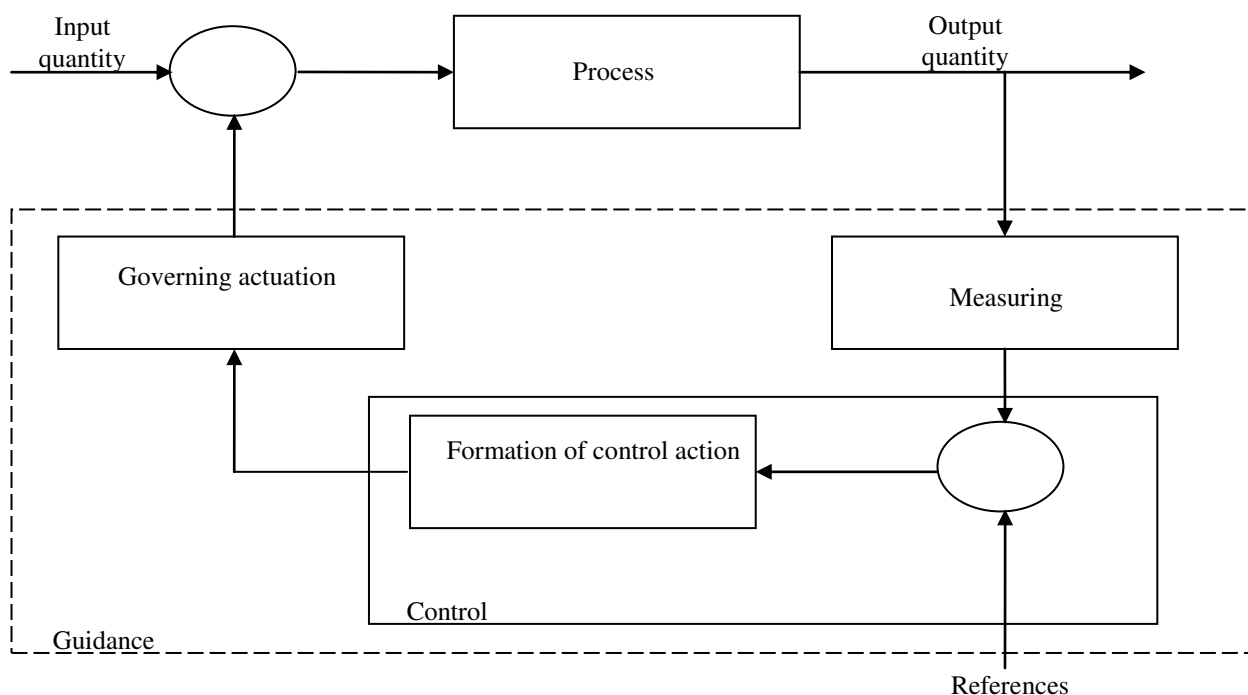 Input
quantity
Process
Output
quantity
Governing actuation
Measuring
Formation of control action
Control
Guidance
References